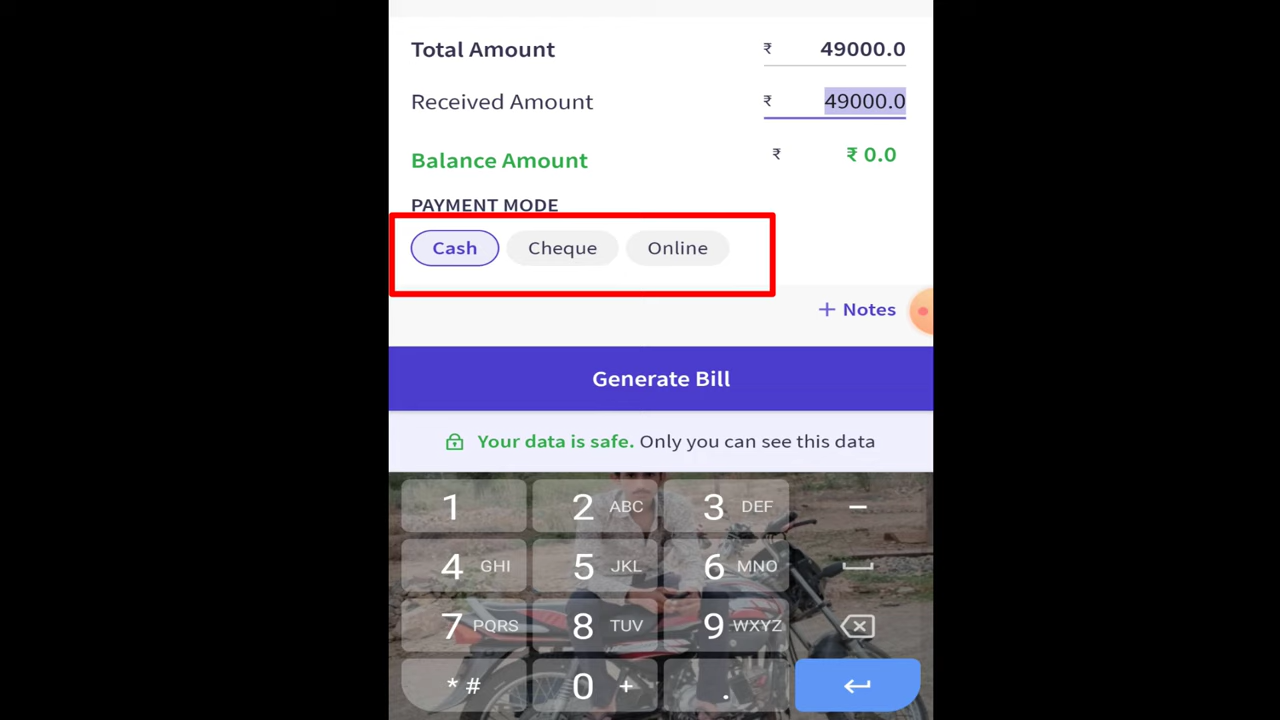 Total Amount ₹ 49000.0
Received Amount ₹ 49000.0
Balance Amount ₹ ₹ 0.0
PAYMENT MODE
Cash Cheque Online
+ Notes
Generate Bill
Your data is safe. Only you can see this data
1 2 ABC 3 DEF –
4 GHI 5 JKL 6 MNO
7 PQRS 8 TUV 9 WXYZ
* # 0 + .